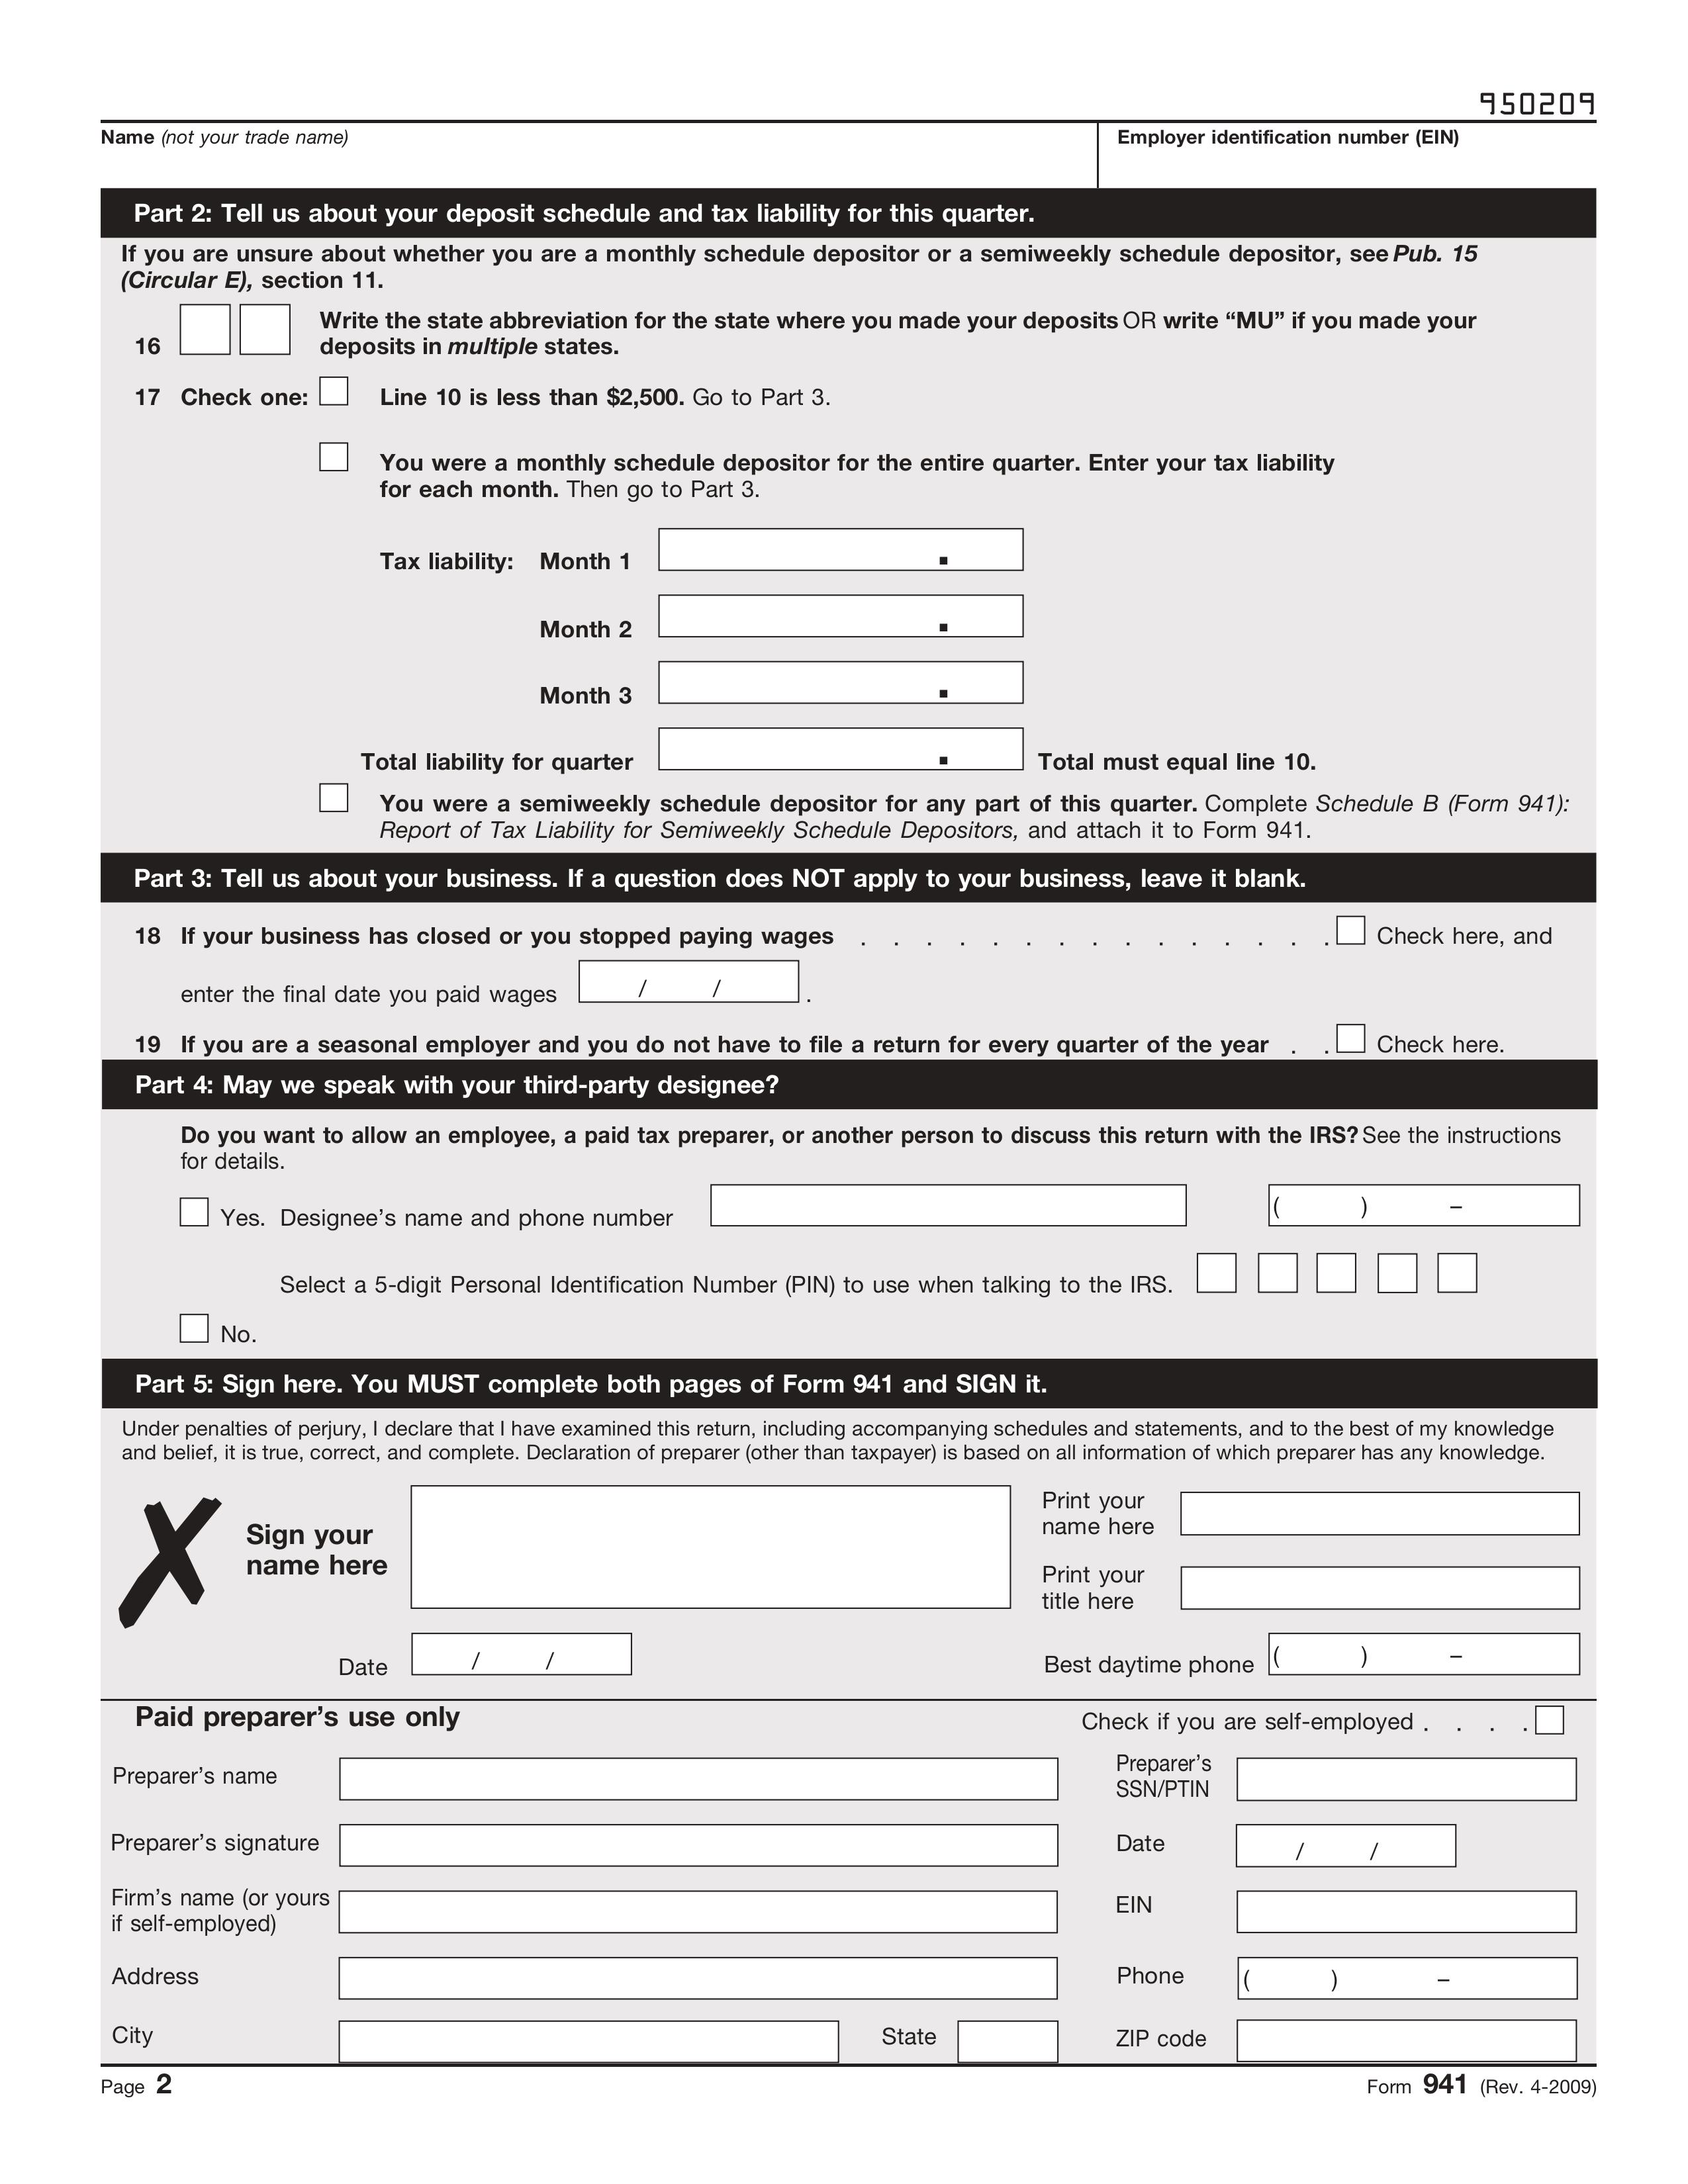 950209
Name (not your trade name) Employer identification number (EIN)
Part 2: Tell us about your deposit schedule and tax liability for this quarter.
If you are unsure about whether you are a monthly schedule depositor or a semiweekly schedule depositor, see Pub. 15
(Circular E), section 11.
16 Write the state abbreviation for the state where you made your deposits OR write “MU” if you made your
deposits in multiple states.
17 Check one: Line 10 is less than $2,500. Go to Part 3.
You were a monthly schedule depositor for the entire quarter. Enter your tax liability
for each month. Then go to Part 3.
Tax liability: Month 1 .
Month 2 .
Month 3 .
Total liability for quarter . Total must equal line 10.
You were a semiweekly schedule depositor for any part of this quarter. Complete Schedule B (Form 941):
Report of Tax Liability for Semiweekly Schedule Depositors, and attach it to Form 941.
Part 3: Tell us about your business. If a question does NOT apply to your business, leave it blank.
18 If your business has closed or you stopped paying wages . . . . . . . . . . . . . . . Check here, and
enter the final date you paid wages / / .
19 If you are a seasonal employer and you do not have to file a return for every quarter of the year . . Check here.
Part 4: May we speak with your third-party designee?
Do you want to allow an employee, a paid tax preparer, or another person to discuss this return with the IRS? See the instructions
for details.
Yes. Designee’s name and phone number ( ) –
Select a 5-digit Personal Identification Number (PIN) to use when talking to the IRS.
No.
Part 5: Sign here. You MUST complete both pages of Form 941 and SIGN it.
Under penalties of perjury, I declare that I have examined this return, including accompanying schedules and statements, and to the best of my knowledge
and belief, it is true, correct, and complete. Declaration of preparer (other than taxpayer) is based on all information of which preparer has any knowledge.
Sign your
name here
Print your
name here
Print your
title here
Date / / Best daytime phone ( ) –
Paid preparer’s use only Check if you are self-employed . . . .
Preparer’s name Preparer’s
SSN/PTIN
Preparer’s signature Date / /
Firm’s name (or yours
if self-employed) EIN
Address Phone ( ) –
City State ZIP code
Page 2 Form 941 (Rev. 4-2009)